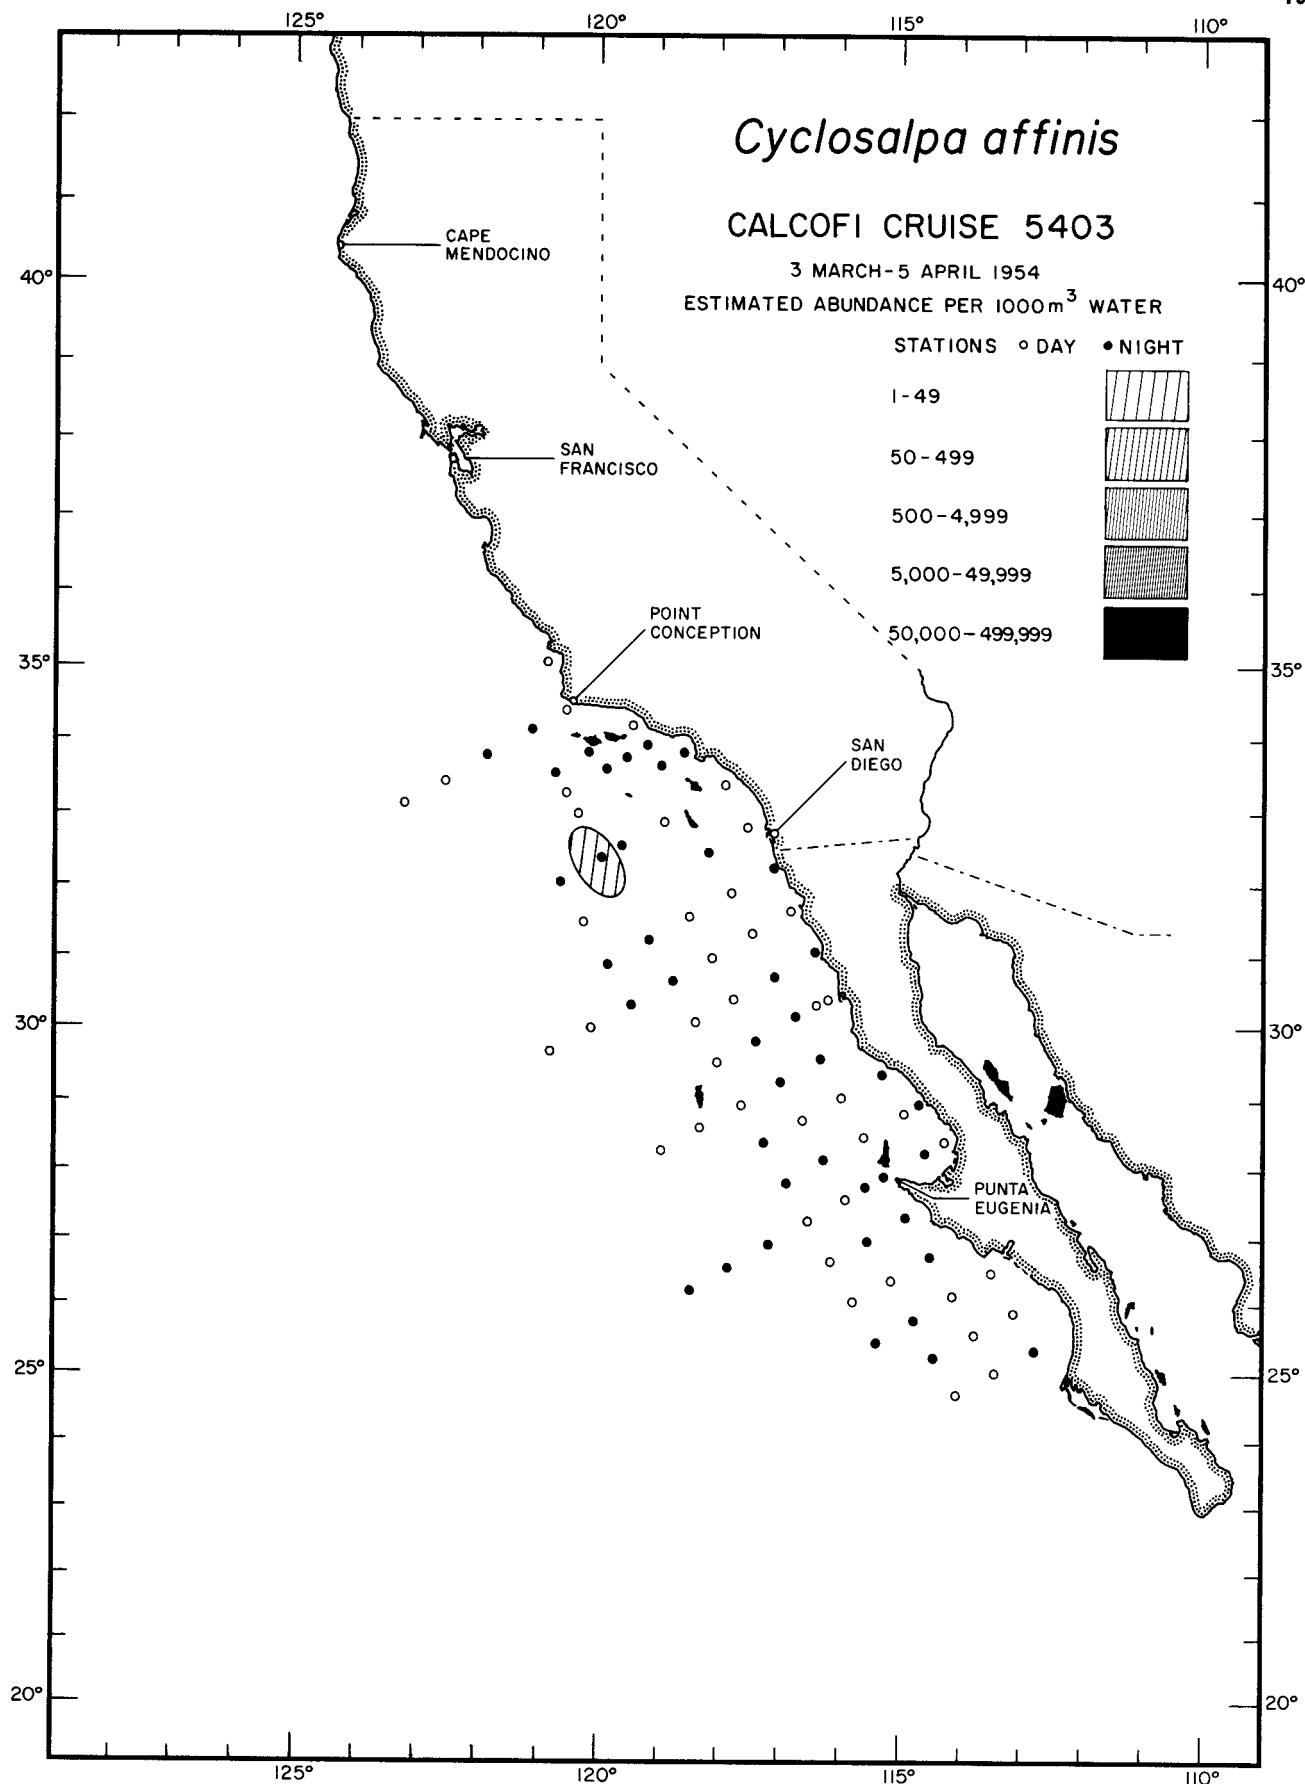 125° 120° 115° 110°
Cyclosalpa affinis
CALCOFI CRUISE 5403
3 MARCH-5 APRIL 1954
ESTIMATED ABUNDANCE PER 1000m³ WATER
STATIONS ○ DAY ● NIGHT
1-49
50-499
500-4,999
5,000-49,999
50,000-499,999
CAPE
MENDOCINO
40° 40°
SAN
FRANCISCO
POINT
CONCEPTION
35° 35°
SAN
DIEGO
30° 30°
PUNTA
EUGENIA
25° 25°
20° 20°
125° 120° 115° 110°